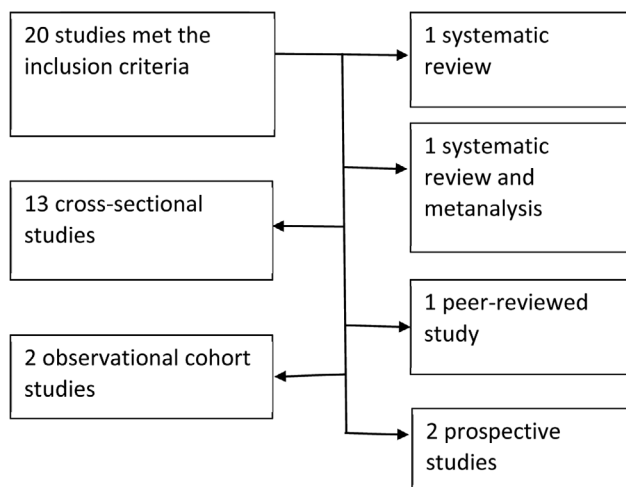 20 studies met the
inclusion criteria
1 systematic
review
1 systematic
review and
metanalysis
13 cross-sectional
studies
1 peer-reviewed
study
2 observational cohort
studies
2 prospective
studies